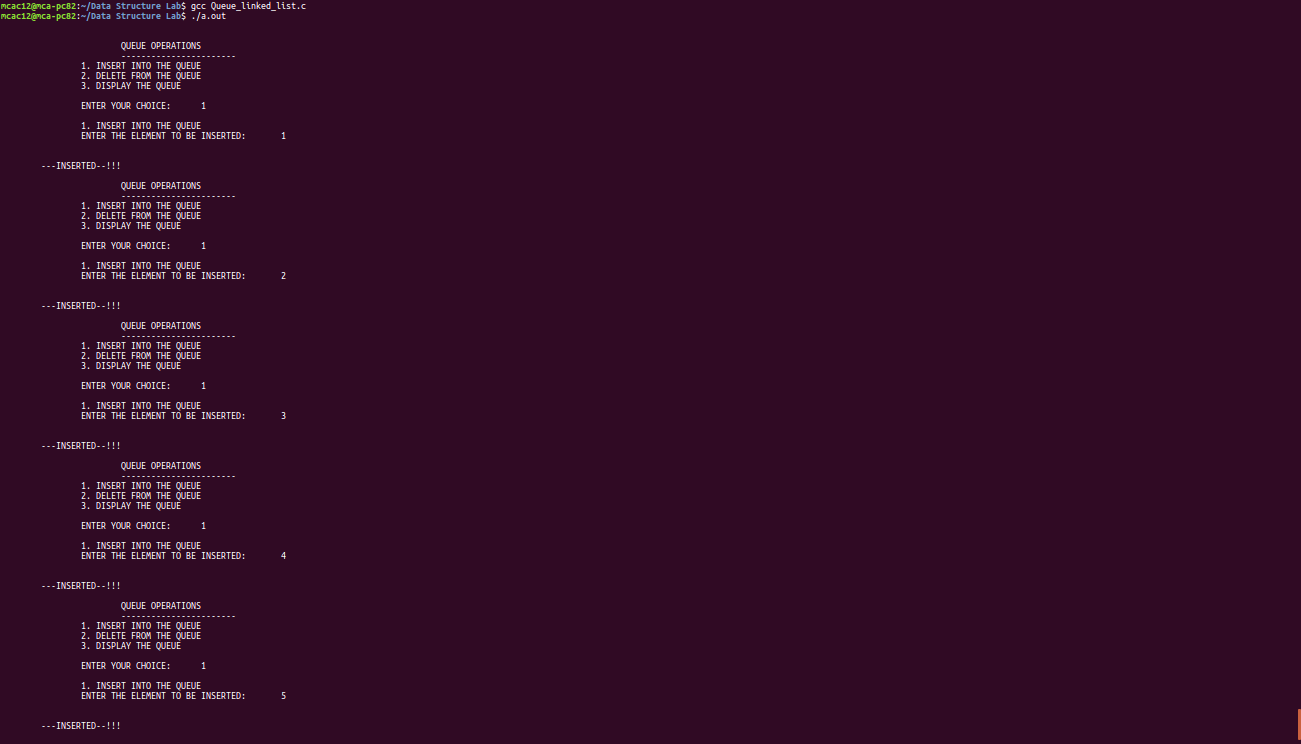 mcac12@mca-pc82:~/Data Structure Lab$ gcc Queue_linked_list.c
mcac12@mca-pc82:~/Data Structure Lab$ ./a.out
QUEUE OPERATIONS
-----------------------
1. INSERT INTO THE QUEUE
2. DELETE FROM THE QUEUE
3. DISPLAY THE QUEUE
ENTER YOUR CHOICE: 1
1. INSERT INTO THE QUEUE
ENTER THE ELEMENT TO BE INSERTED: 1
---INSERTED--!!!
QUEUE OPERATIONS
-----------------------
1. INSERT INTO THE QUEUE
2. DELETE FROM THE QUEUE
3. DISPLAY THE QUEUE
ENTER YOUR CHOICE: 1
1. INSERT INTO THE QUEUE
ENTER THE ELEMENT TO BE INSERTED: 2
---INSERTED--!!!
QUEUE OPERATIONS
-----------------------
1. INSERT INTO THE QUEUE
2. DELETE FROM THE QUEUE
3. DISPLAY THE QUEUE
ENTER YOUR CHOICE: 1
1. INSERT INTO THE QUEUE
ENTER THE ELEMENT TO BE INSERTED: 3
---INSERTED--!!!
QUEUE OPERATIONS
-----------------------
1. INSERT INTO THE QUEUE
2. DELETE FROM THE QUEUE
3. DISPLAY THE QUEUE
ENTER YOUR CHOICE: 1
1. INSERT INTO THE QUEUE
ENTER THE ELEMENT TO BE INSERTED: 4
---INSERTED--!!!
QUEUE OPERATIONS
-----------------------
1. INSERT INTO THE QUEUE
2. DELETE FROM THE QUEUE
3. DISPLAY THE QUEUE
ENTER YOUR CHOICE: 1
1. INSERT INTO THE QUEUE
ENTER THE ELEMENT TO BE INSERTED: 5
---INSERTED--!!!